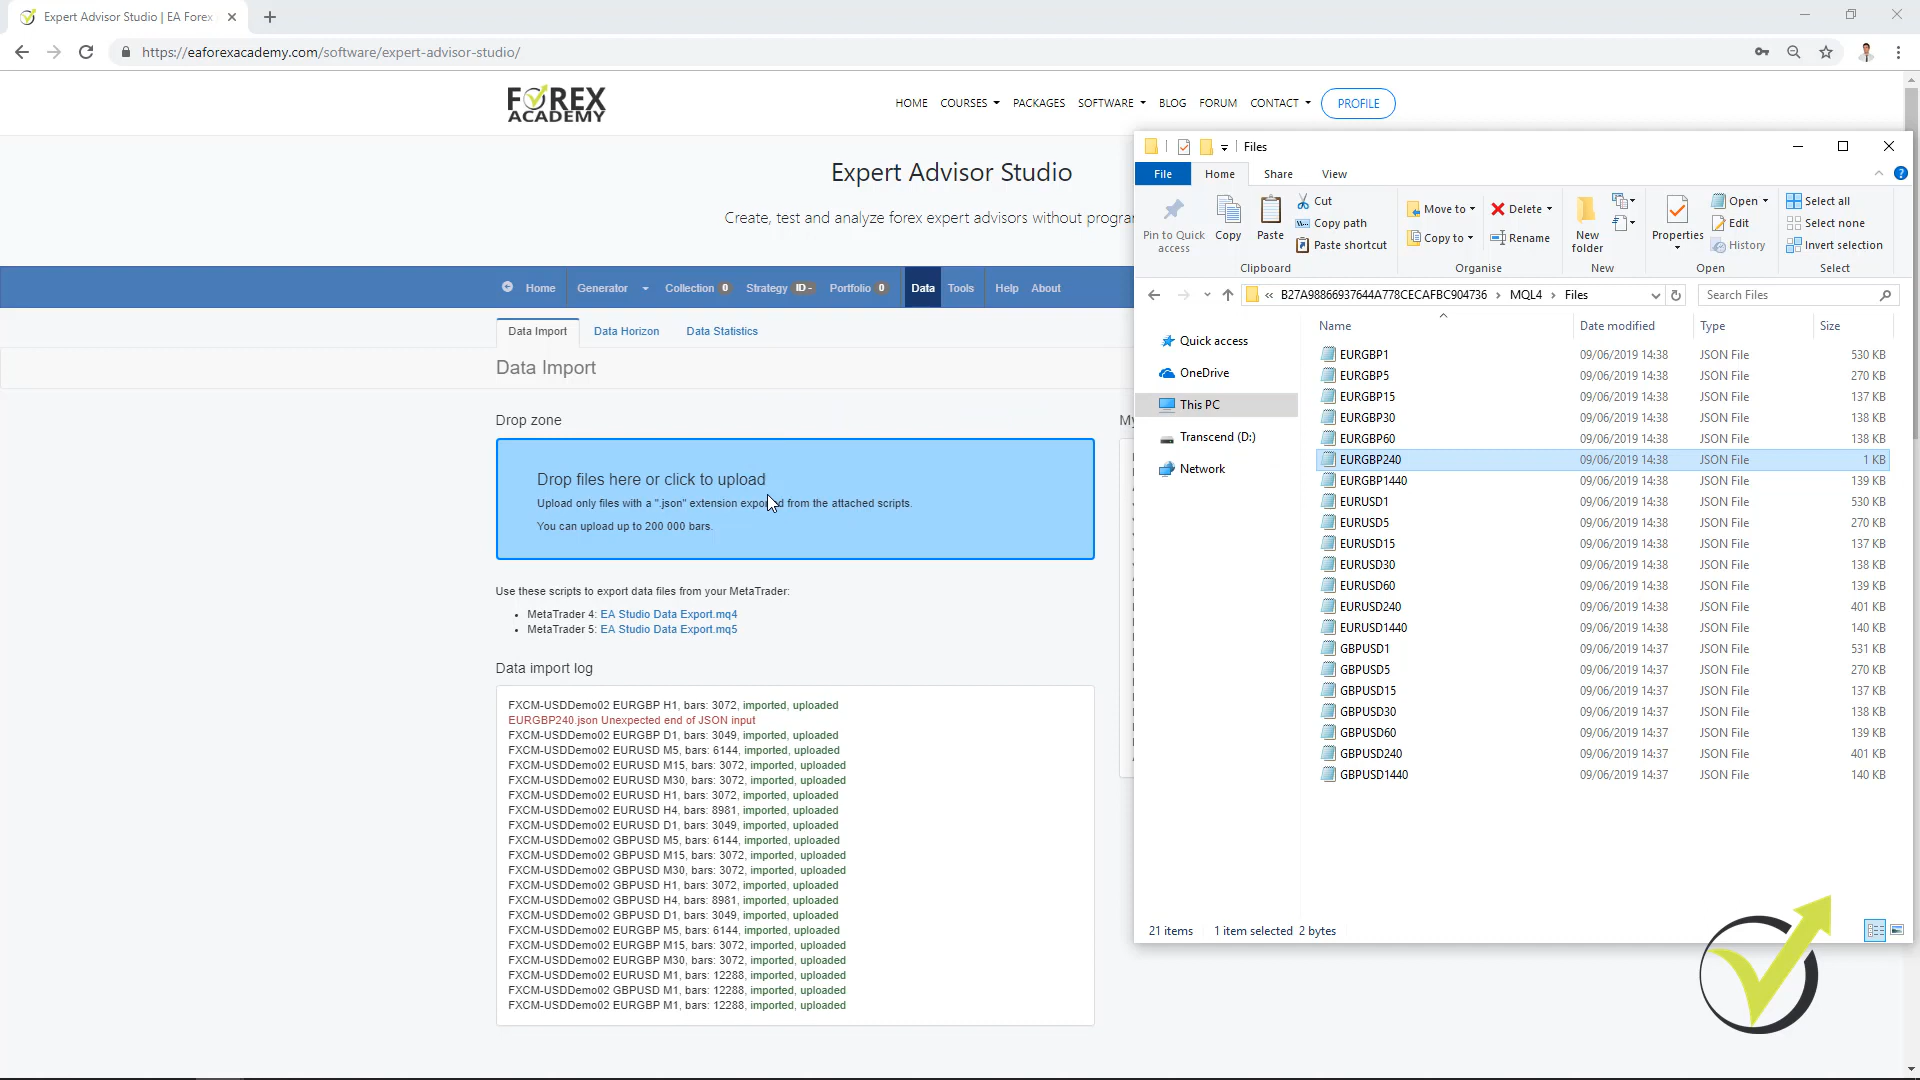 Expert Advisor Studio | EA Forex
https://eaforexacademy.com/software/expert-advisor-studio/
FOREX
ACADEMY
HOME COURSES PACKAGES SOFTWARE BLOG FORUM CONTACT PROFILE
Expert Advisor Studio
Create, test and analyze forex expert advisors without progra
Home Generator Collection 0 Strategy ID - Portfolio 0 Data Tools Help About
Data Import Data Horizon Data Statistics
Data Import
Drop zone
My
Drop files here or click to upload
Upload only files with a ".json" extension expo d from the attached scripts.
You can upload up to 200 000 bars.
Use these scripts to export data files from your MetaTrader:
MetaTrader 4: EA Studio Data Export.mq4
MetaTrader 5: EA Studio Data Export.mq5
Data import log
FXCM-USDDemo02 EURGBP H1, bars: 3072, imported, uploaded
EURGBP240.json Unexpected end of JSON input
FXCM-USDDemo02 EURGBP D1, bars: 3049, imported, uploaded
FXCM-USDDemo02 EURUSD M5, bars: 6144, imported, uploaded
FXCM-USDDemo02 EURUSD M15, bars: 3072, imported, uploaded
FXCM-USDDemo02 EURUSD M30, bars: 3072, imported, uploaded
FXCM-USDDemo02 EURUSD H1, bars: 3072, imported, uploaded
FXCM-USDDemo02 EURUSD H4, bars: 8981, imported, uploaded
FXCM-USDDemo02 EURUSD D1, bars: 3049, imported, uploaded
FXCM-USDDemo02 GBPUSD M5, bars: 6144, imported, uploaded
FXCM-USDDemo02 GBPUSD M15, bars: 3072, imported, uploaded
FXCM-USDDemo02 GBPUSD M30, bars: 3072, imported, uploaded
FXCM-USDDemo02 GBPUSD H1, bars: 3072, imported, uploaded
FXCM-USDDemo02 GBPUSD H4, bars: 8981, imported, uploaded
FXCM-USDDemo02 GBPUSD D1, bars: 3049, imported, uploaded
FXCM-USDDemo02 EURGBP M5, bars: 6144, imported, uploaded
FXCM-USDDemo02 EURGBP M15, bars: 3072, imported, uploaded
FXCM-USDDemo02 EURGBP M30, bars: 3072, imported, uploaded
FXCM-USDDemo02 EURUSD M1, bars: 12288, imported, uploaded
FXCM-USDDemo02 GBPUSD M1, bars: 12288, imported, uploaded
FXCM-USDDemo02 EURGBP M1, bars: 12288, imported, uploaded
Files
File Home Share View
Pin to Quick access
Copy
Paste
Cut
Copy path
Paste shortcut
Clipboard
Move to Delete
Copy to Rename
Organise
New folder
New
Properties
Open
Edit
History
Open
Select all
Select none
Invert selection
Select
« B27A98866937644A778CECAFBC904736 › MQL4 › Files
Search Files
Quick access
OneDrive
This PC
Transcend (D:)
Network
Name Date modified Type Size
EURGBP1 09/06/2019 14:38 JSON File 530 KB
EURGBP5 09/06/2019 14:38 JSON File 270 KB
EURGBP15 09/06/2019 14:38 JSON File 137 KB
EURGBP30 09/06/2019 14:38 JSON File 138 KB
EURGBP60 09/06/2019 14:38 JSON File 138 KB
EURGBP240 09/06/2019 14:38 JSON File 1 KB
EURGBP1440 09/06/2019 14:38 JSON File 139 KB
EURUSD1 09/06/2019 14:38 JSON File 530 KB
EURUSD5 09/06/2019 14:38 JSON File 270 KB
EURUSD15 09/06/2019 14:38 JSON File 137 KB
EURUSD30 09/06/2019 14:38 JSON File 138 KB
EURUSD60 09/06/2019 14:38 JSON File 139 KB
EURUSD240 09/06/2019 14:38 JSON File 401 KB
EURUSD1440 09/06/2019 14:38 JSON File 140 KB
GBPUSD1 09/06/2019 14:37 JSON File 531 KB
GBPUSD5 09/06/2019 14:37 JSON File 270 KB
GBPUSD15 09/06/2019 14:37 JSON File 137 KB
GBPUSD30 09/06/2019 14:37 JSON File 138 KB
GBPUSD60 09/06/2019 14:37 JSON File 139 KB
GBPUSD240 09/06/2019 14:37 JSON File 401 KB
GBPUSD1440 09/06/2019 14:37 JSON File 140 KB
21 items 1 item selected 2 bytes